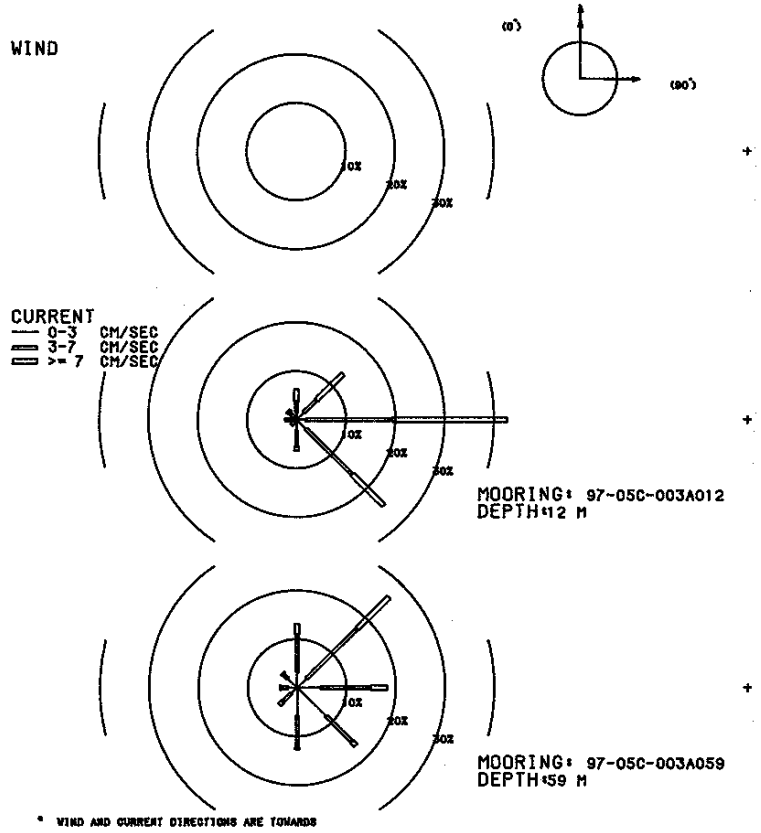 WIND
(0°)
(90°)
10%
20%
30%
CURRENT
0-3 CM/SEC
3-7 CM/SEC
>= 7 CM/SEC
10%
20%
30%
MOORING: 97-05C-003A012
DEPTH:12 M
10%
20%
30%
MOORING: 97-05C-003A059
DEPTH:59 M
* WIND AND CURRENT DIRECTIONS ARE TOWARDS